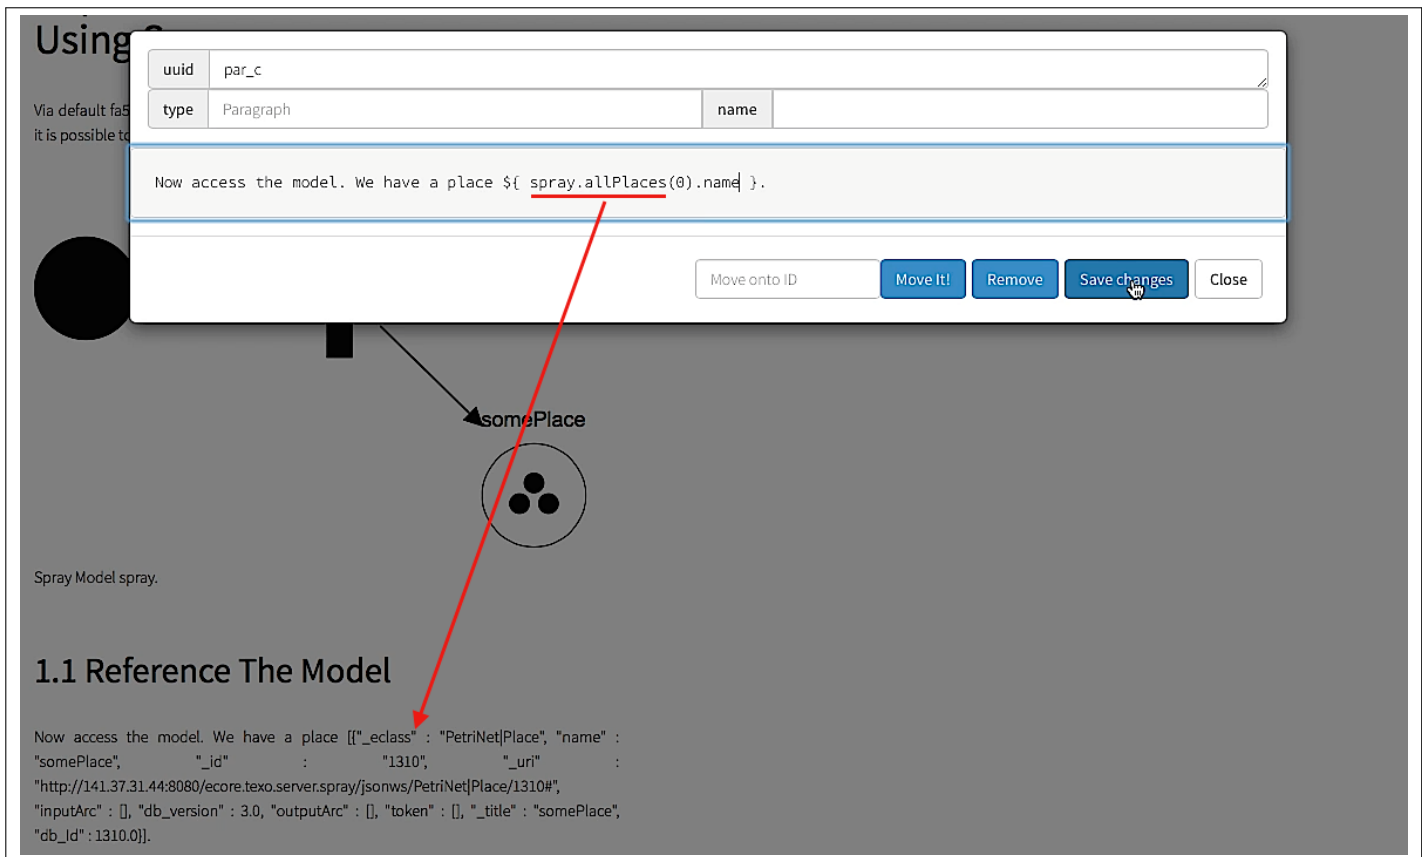 Using S
uuid par_c
type Paragraph name
Via default fa5
it is possible to
Now access the model. We have a place ${ spray.allPlaces(0).name }.
Move onto ID Move It! Remove Save changes Close
somePlace
Spray Model spray.
1.1 Reference The Model
Now access the model. We have a place [{"_eclass" : "PetriNet|Place", "name" :
"somePlace", "_id" : "1310", "_uri" :
"http://141.37.31.44:8080/ecore.texo.server.spray/jsonws/PetriNet|Place/1310#",
"inputArc" : [], "db_version" : 3.0, "outputArc" : [], "token" : [], "_title" : "somePlace",
"db_Id" : 1310.0}].